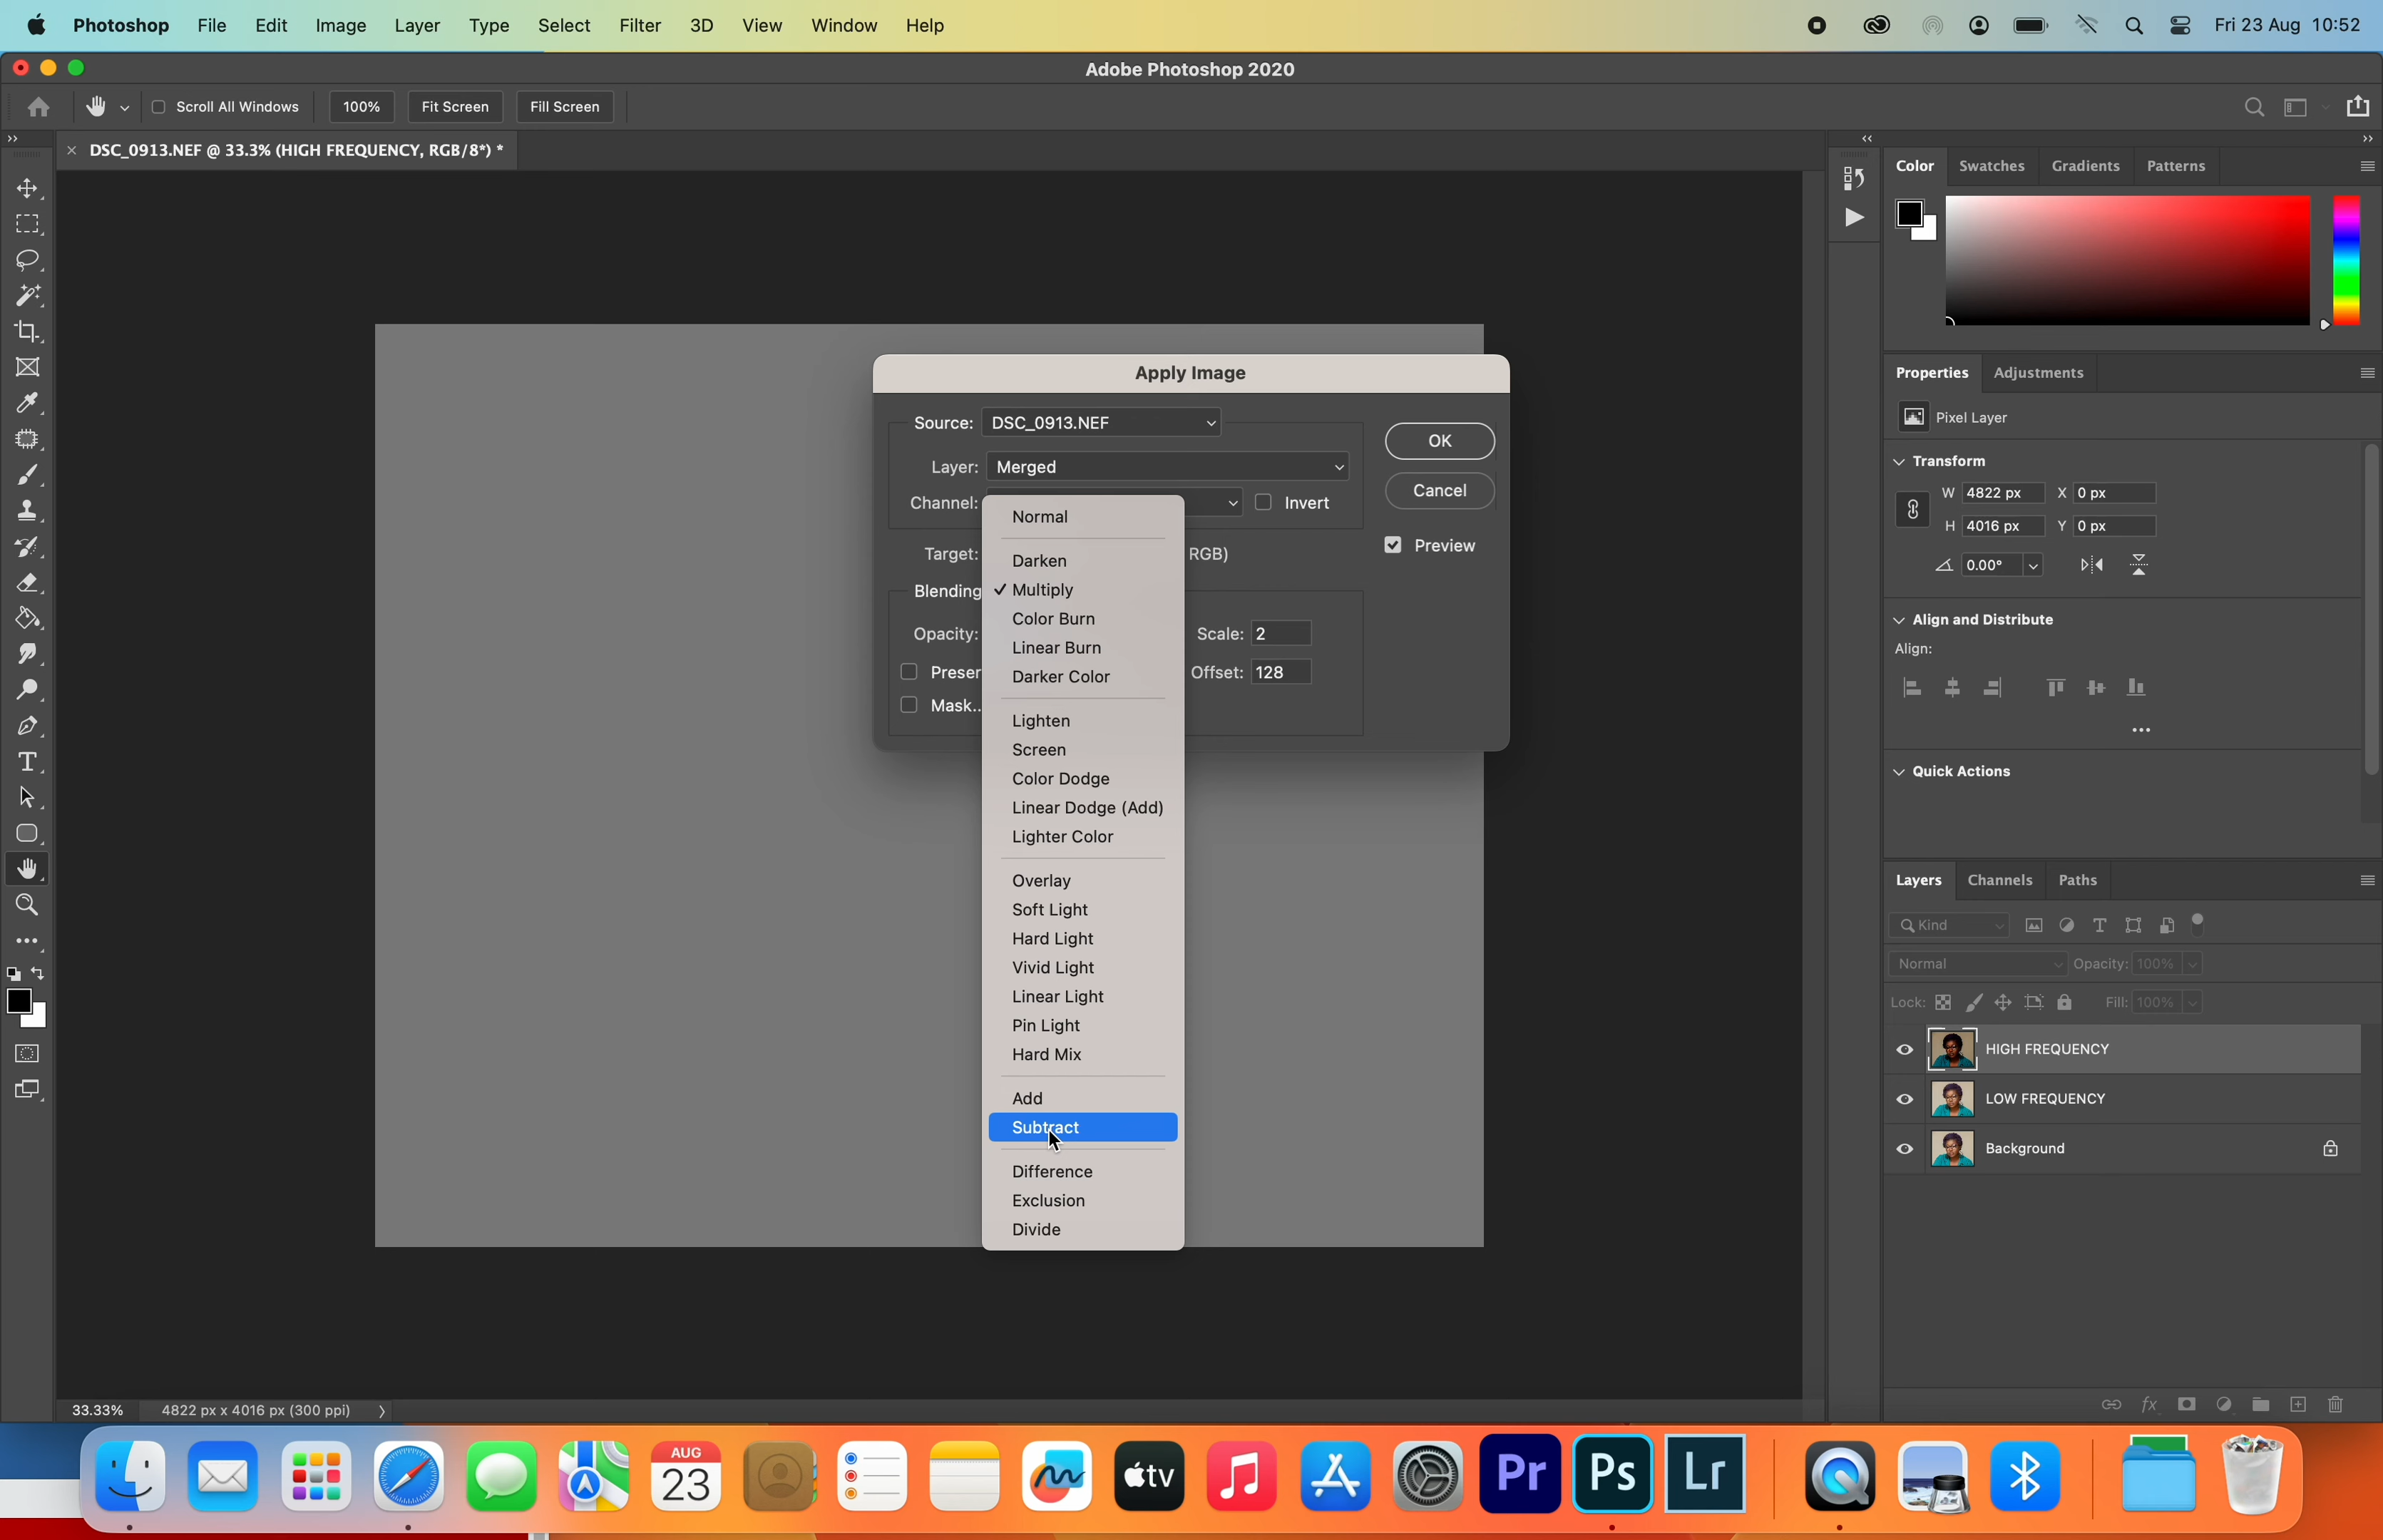 Photoshop File Edit Image Layer Type Select Filter 3D View Window Help Fri 23 Aug 10:52
Adobe Photoshop 2020
Scroll All Windows 100% Fit Screen Fill Screen
DSC_0913.NEF @ 33.3% (HIGH FREQUENCY, RGB/8*) *
Apply Image
Source: DSC_0913.NEF
Layer: Merged
Channel: Invert
Target: RGB)
Blending
Opacity: Scale: 2
Preser Offset: 128
Mask..
OK
Cancel
Preview
Normal
Darken
Multiply
Color Burn
Linear Burn
Darker Color
Lighten
Screen
Color Dodge
Linear Dodge (Add)
Lighter Color
Overlay
Soft Light
Hard Light
Vivid Light
Linear Light
Pin Light
Hard Mix
Add
Subtract
Difference
Exclusion
Divide
Color Swatches Gradients Patterns
Properties Adjustments
Pixel Layer
Transform
W 4822 px X 0 px
H 4016 px Y 0 px
0.00°
Align and Distribute
Align:
Quick Actions
Layers Channels Paths
Kind
Normal Opacity: 100%
Lock: Fill: 100%
HIGH FREQUENCY
LOW FREQUENCY
Background
fx
33.33% 4822 px x 4016 px (300 ppi)
AUG
23
tv
Pr
Ps
Lr